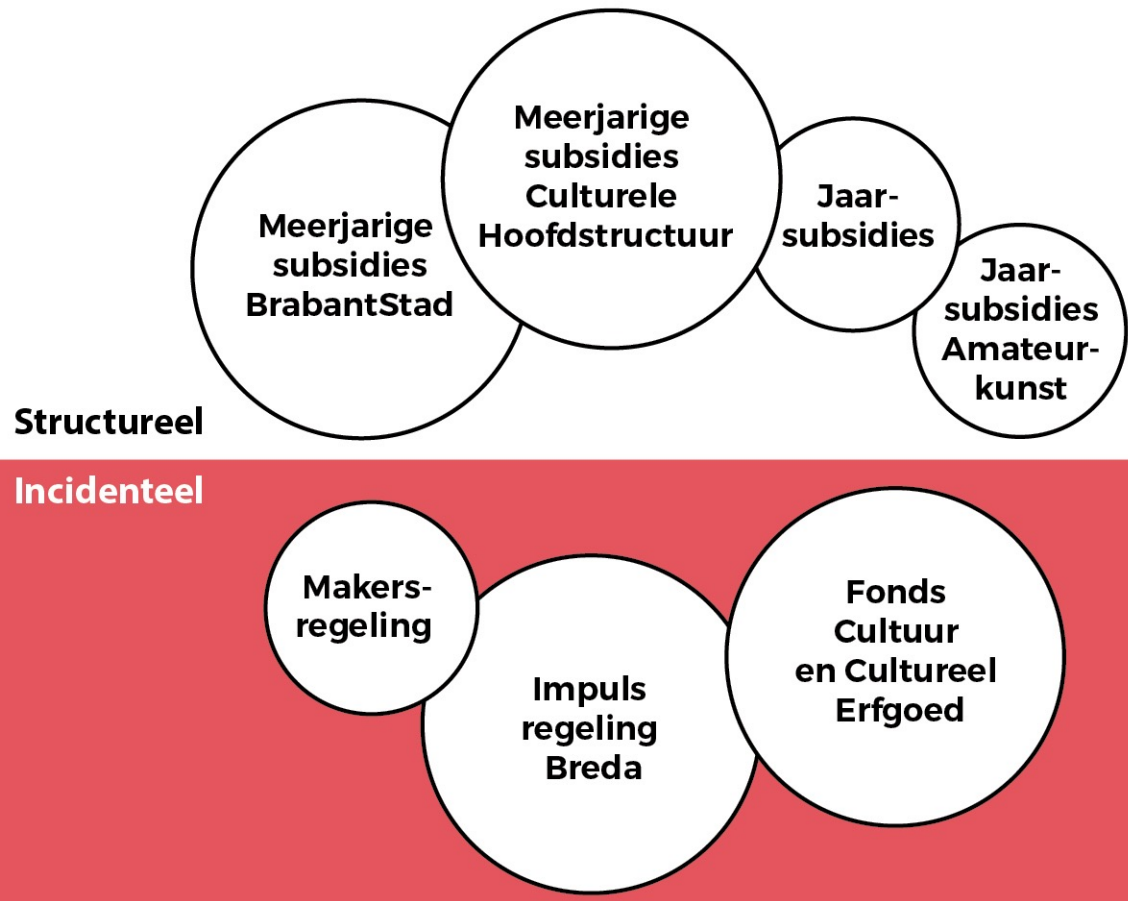 Meerjarige
subsidies
BrabantStad
Meerjarige
subsidies
Culturele
Hoofdstructuur
Jaar-
subsidies
Jaar-
subsidies
Amateur-
kunst
Structureel
Incidenteel
Makers-
regeling
Impuls
regeling
Breda
Fonds
Cultuur
en Cultureel
Erfgoed